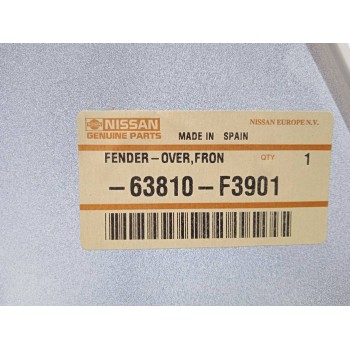 NISSAN
GENUINE PARTS
NISSAN EUROPE N.V.
MADE IN SPAIN
FENDER-OVER,FRON QTY 1
-63810-F3901